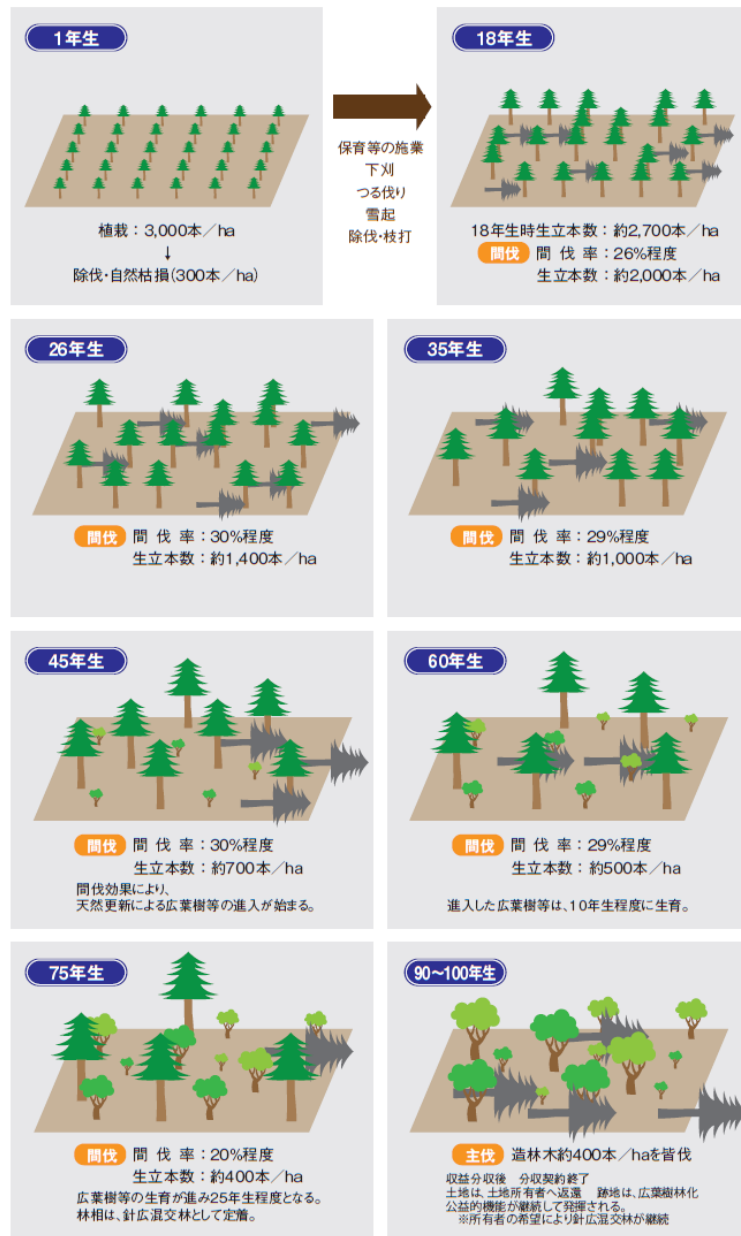 1年生
植栽：3,000本／ha
↓
除伐・自然枯損(300本／ha)
保育等の施業
下刈
つる伐り
雪起
除伐・枝打
18年生
18年生時生立本数：約2,700本／ha
間伐 間伐率：26%程度
生立本数：約2,000本／ha
26年生
間伐 間伐率：30%程度
生立本数：約1,400本／ha
35年生
間伐 間伐率：29%程度
生立本数：約1,000本／ha
45年生
間伐 間伐率：30%程度
生立本数：約700本／ha
間伐効果により、
天然更新による広葉樹等の進入が始まる。
60年生
間伐 間伐率：29%程度
生立本数：約500本／ha
進入した広葉樹等は、10年生程度に生育。
75年生
間伐 間伐率：20%程度
生立本数：約400本／ha
広葉樹等の生育が進み25年生程度となる。
林相は、針広混交林として定着。
90～100年生
主伐 造林木約400本／haを皆伐
収益分収後　分収契約終了
土地は、土地所有者へ返還　跡地は、広葉樹林化
公益的機能が継続して発揮される。
※所有者の希望により針広混交林が継続